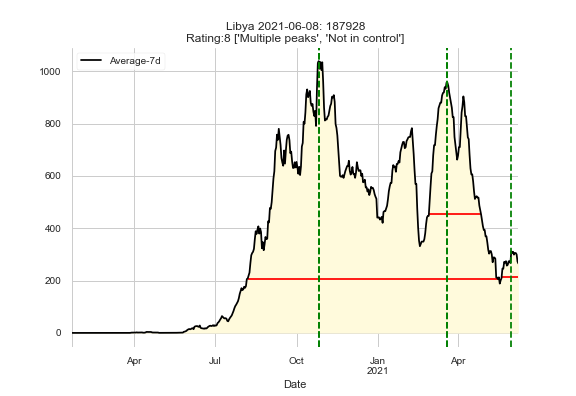 Libya 2021-06-08: 187928
Rating:8 ['Multiple peaks', 'Not in control']
Average-7d
1000
800
600
400
200
0
Apr
Jul
Oct
Jan
2021
Apr
Date